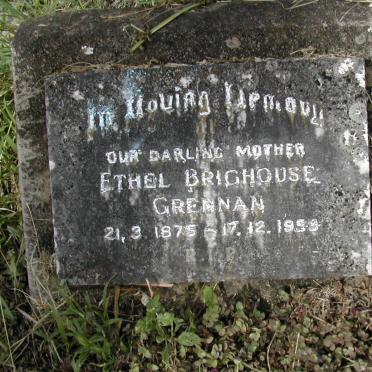 In Loving Memory
OUR DARLING MOTHER
ETHEL BRIGHOUSE
GRENNAN
21.3.1875 - 17.12.1959